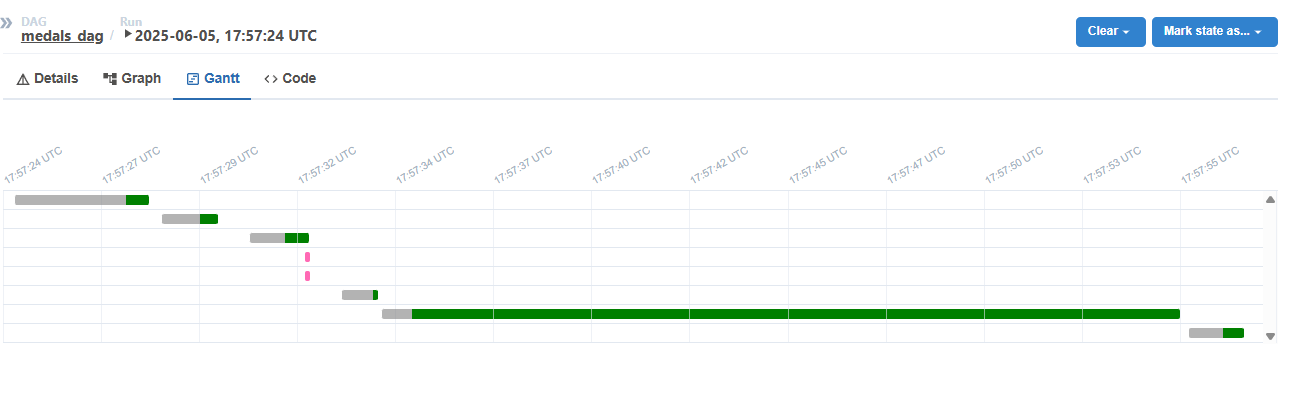 DAG
Run
medals_dag / 2025-06-05, 17:57:24 UTC
Clear
Mark state as...
Details
Graph
Gantt
Code
17:57:24 UTC
17:57:27 UTC
17:57:29 UTC
17:57:32 UTC
17:57:34 UTC
17:57:37 UTC
17:57:40 UTC
17:57:42 UTC
17:57:45 UTC
17:57:47 UTC
17:57:50 UTC
17:57:53 UTC
17:57:55 UTC